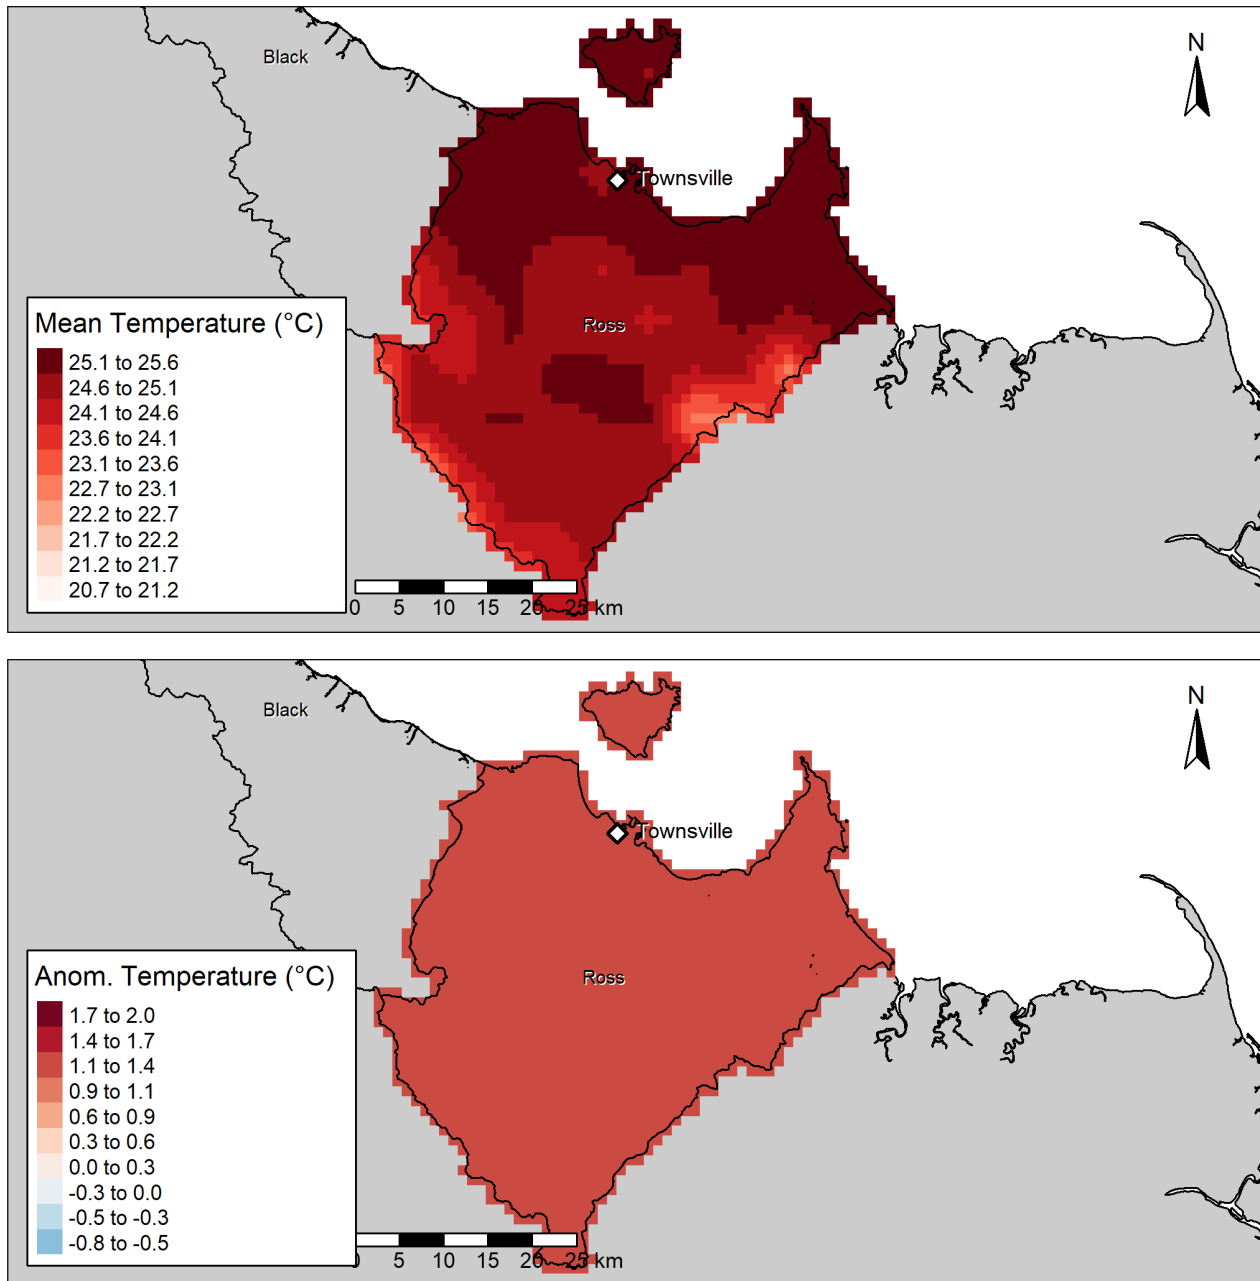 Black
N
Townsville
Ross
Mean Temperature (°C)
25.1 to 25.6
24.6 to 25.1
24.1 to 24.6
23.6 to 24.1
23.1 to 23.6
22.7 to 23.1
22.2 to 22.7
21.7 to 22.2
21.2 to 21.7
20.7 to 21.2
0 5 10 15 20 25 km
Black
N
Townsville
Ross
Anom. Temperature (°C)
1.7 to 2.0
1.4 to 1.7
1.1 to 1.4
0.9 to 1.1
0.6 to 0.9
0.3 to 0.6
0.0 to 0.3
-0.3 to 0.0
-0.5 to -0.3
-0.8 to -0.5
0 5 10 15 20 25 km